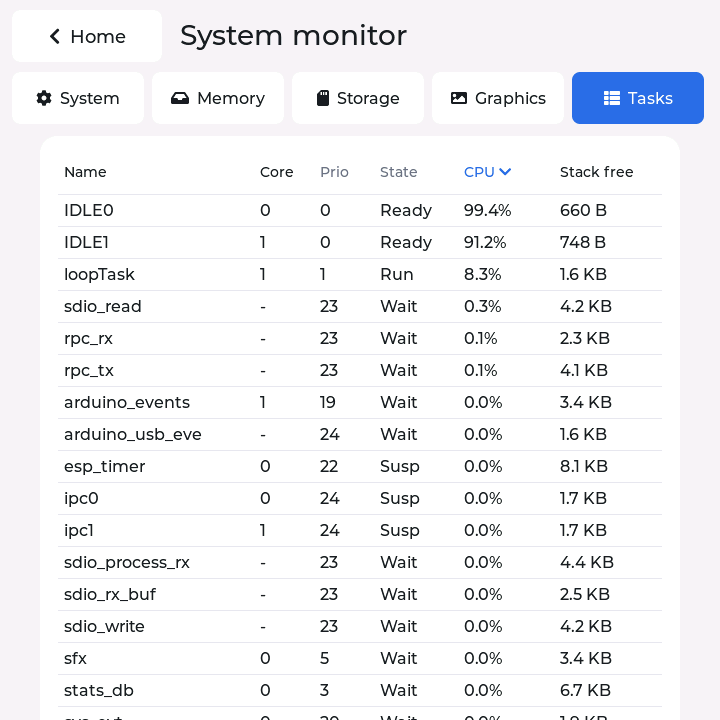 Home System monitor
System Memory Storage Graphics Tasks
Name Core Prio State CPU Stack free
IDLE0 0 0 Ready 99.4% 660 B
IDLE1 1 0 Ready 91.2% 748 B
loopTask 1 1 Run 8.3% 1.6 KB
sdio_read - 23 Wait 0.3% 4.2 KB
rpc_rx - 23 Wait 0.1% 2.3 KB
rpc_tx - 23 Wait 0.1% 4.1 KB
arduino_events 1 19 Wait 0.0% 3.4 KB
arduino_usb_eve - 24 Wait 0.0% 1.6 KB
esp_timer 0 22 Susp 0.0% 8.1 KB
ipc0 0 24 Susp 0.0% 1.7 KB
ipc1 1 24 Susp 0.0% 1.7 KB
sdio_process_rx - 23 Wait 0.0% 4.4 KB
sdio_rx_buf - 23 Wait 0.0% 2.5 KB
sdio_write - 23 Wait 0.0% 4.2 KB
sfx 0 5 Wait 0.0% 3.4 KB
stats_db 0 3 Wait 0.0% 6.7 KB